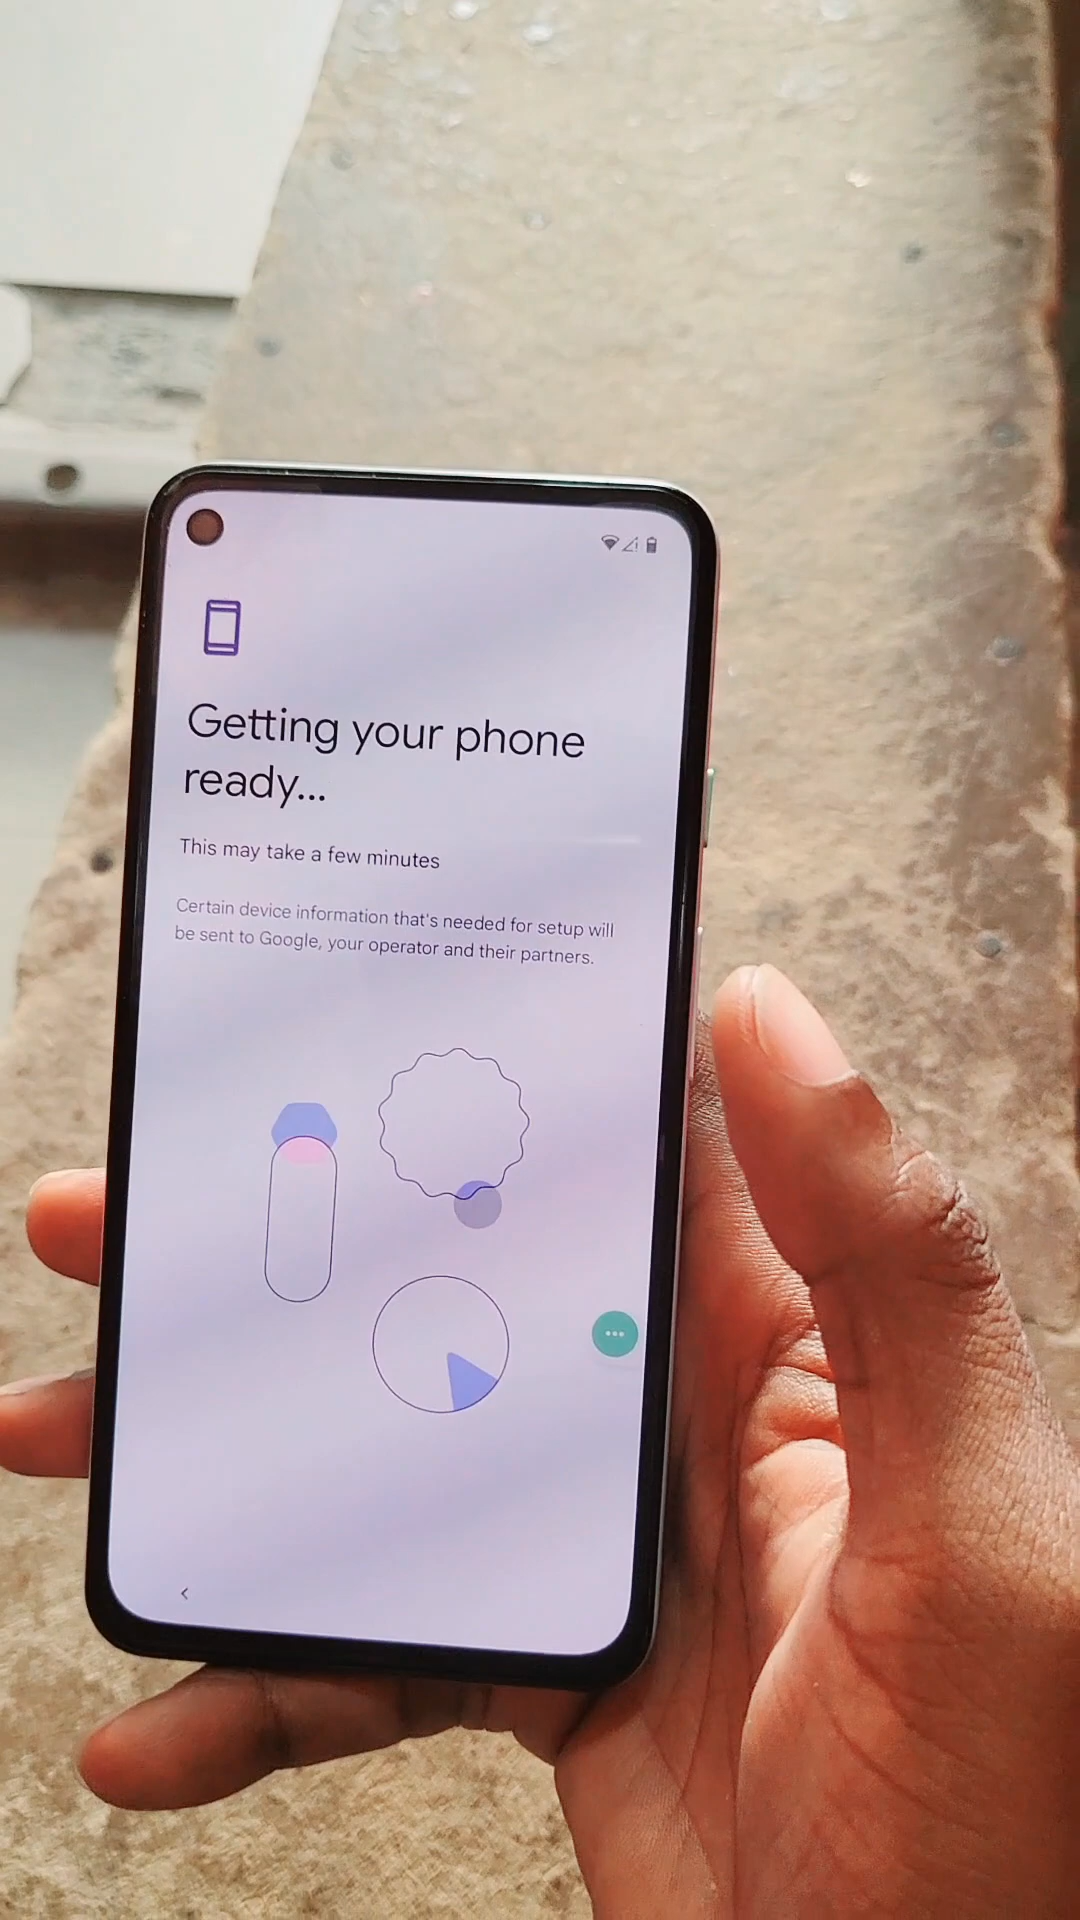 Getting your phone
ready...
This may take a few minutes
Certain device information that's needed for setup will
be sent to Google, your operator and their partners.